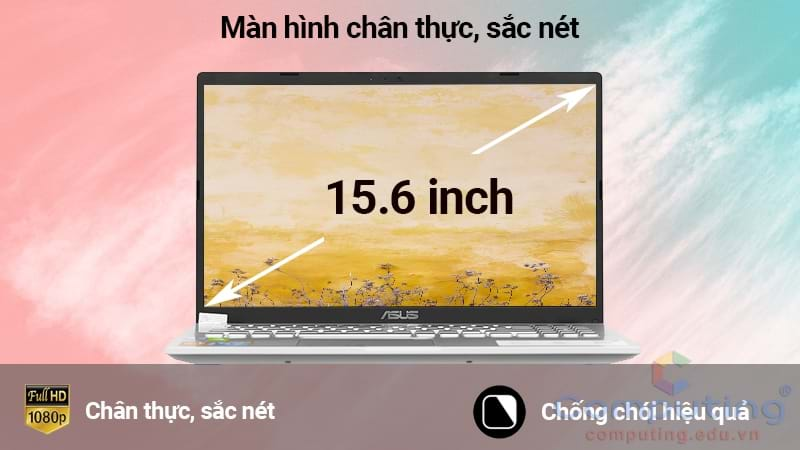 Màn hình chân thực, sắc nét
15.6 inch
ASUS
Full HD
1080p
Chân thực, sắc nét
Chống chói hiệu quả
Computing®
computing.edu.vn